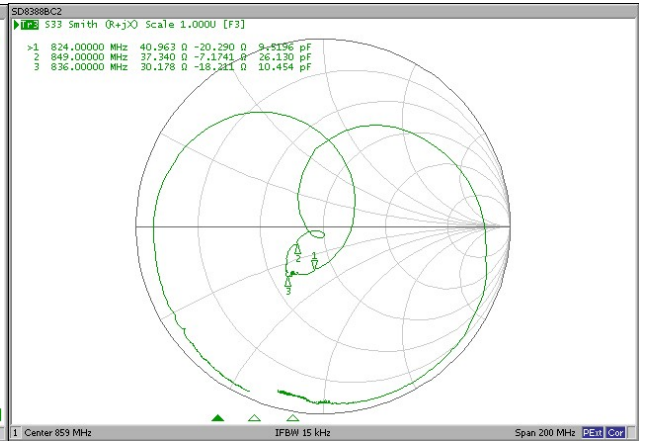 SD8388BC2
Tr3 S33 Smith (R+jX) Scale 1.000U [F3]
>1 824.00000 MHz 40.963 Ω -20.290 Ω 9.5196 pF
2 849.00000 MHz 37.340 Ω -7.1741 Ω 26.130 pF
3 836.00000 MHz 30.178 Ω -18.211 Ω 10.454 pF
1
2
3
1 Center 859 MHz IFBW 15 kHz Span 200 MHz PExt Cor